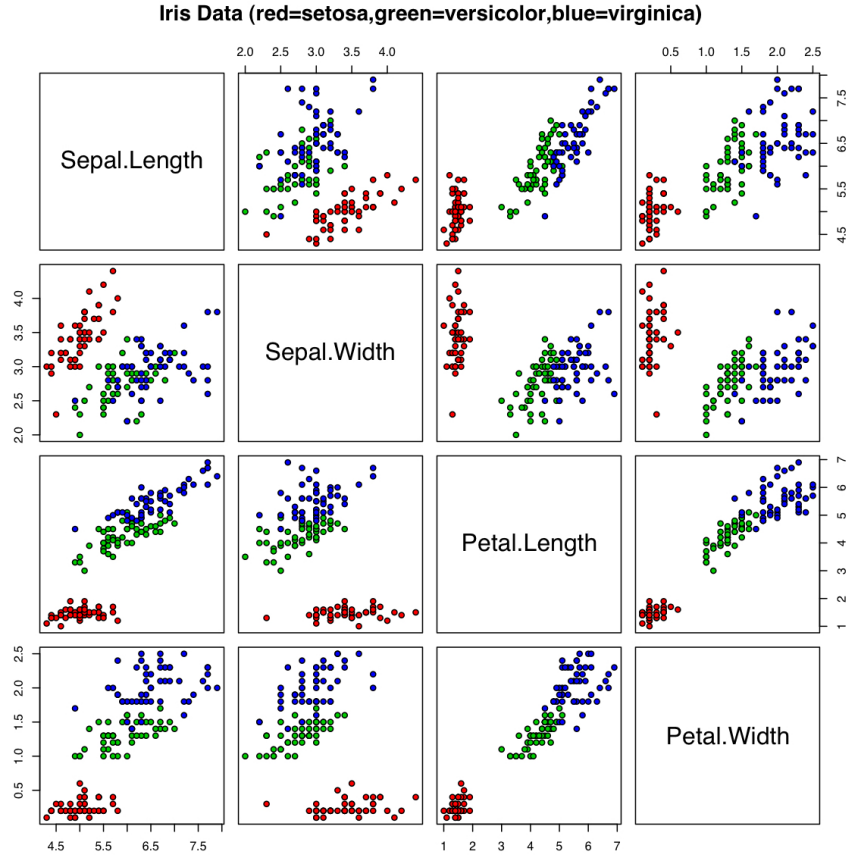 Iris Data (red=setosa,green=versicolor,blue=virginica)
2.0 2.5 3.0 3.5 4.0
0.5 1.0 1.5 2.0 2.5
Sepal.Length
4.5 5.5 6.5 7.5
2.0 2.5 3.0 3.5 4.0
Sepal.Width
Petal.Length
1 2 3 4 5 6 7
0.5 1.0 1.5 2.0 2.5
Petal.Width
4.5 5.5 6.5 7.5
1 2 3 4 5 6 7